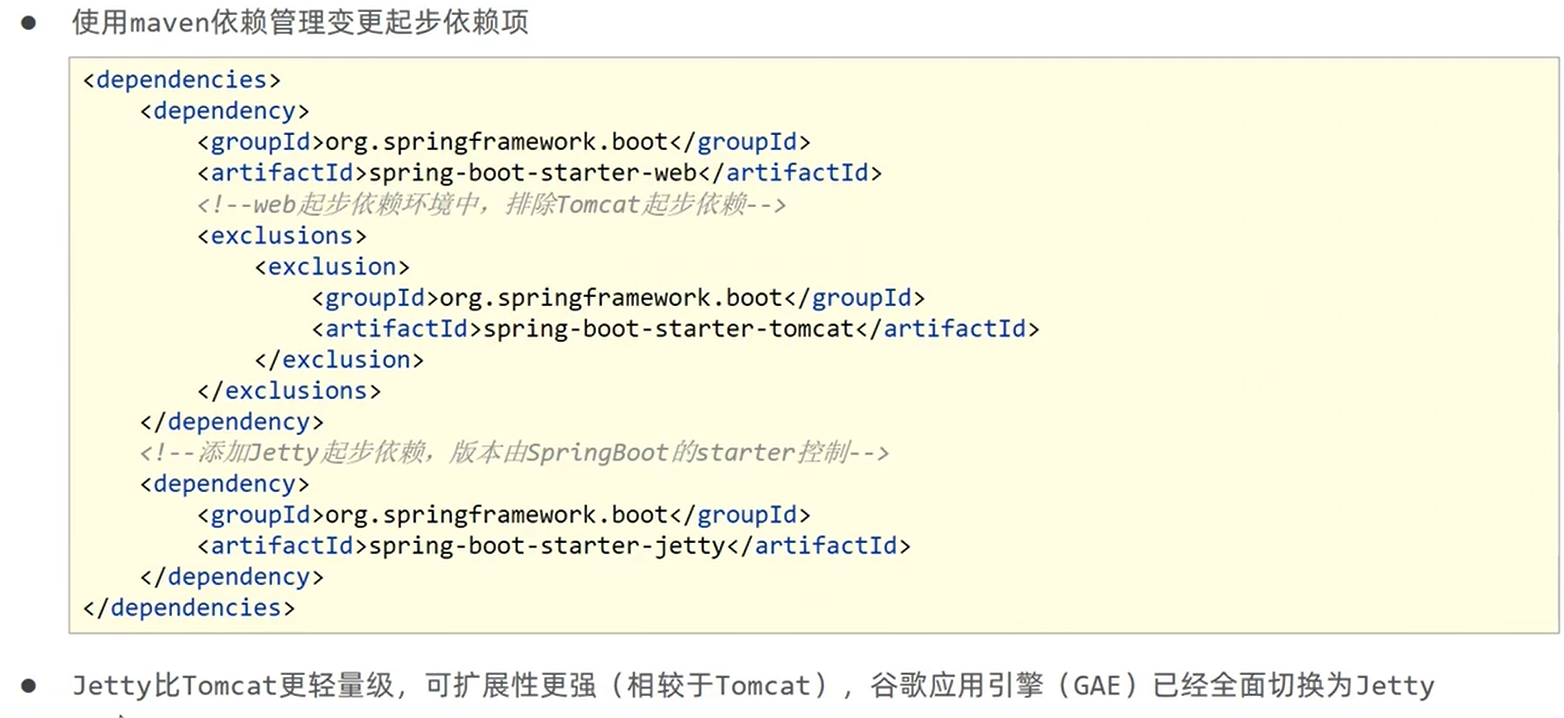 ● 使用maven依赖管理变更起步依赖项
<dependencies>
    <dependency>
        <groupId>org.springframework.boot</groupId>
        <artifactId>spring-boot-starter-web</artifactId>
        <!--web起步依赖环境中，排除Tomcat起步依赖-->
        <exclusions>
            <exclusion>
                <groupId>org.springframework.boot</groupId>
                <artifactId>spring-boot-starter-tomcat</artifactId>
            </exclusion>
        </exclusions>
    </dependency>
    <!--添加Jetty起步依赖，版本由SpringBoot的starter控制-->
    <dependency>
        <groupId>org.springframework.boot</groupId>
        <artifactId>spring-boot-starter-jetty</artifactId>
    </dependency>
</dependencies>
● Jetty比Tomcat更轻量级，可扩展性更强（相较于Tomcat），谷歌应用引擎（GAE）已经全面切换为Jetty